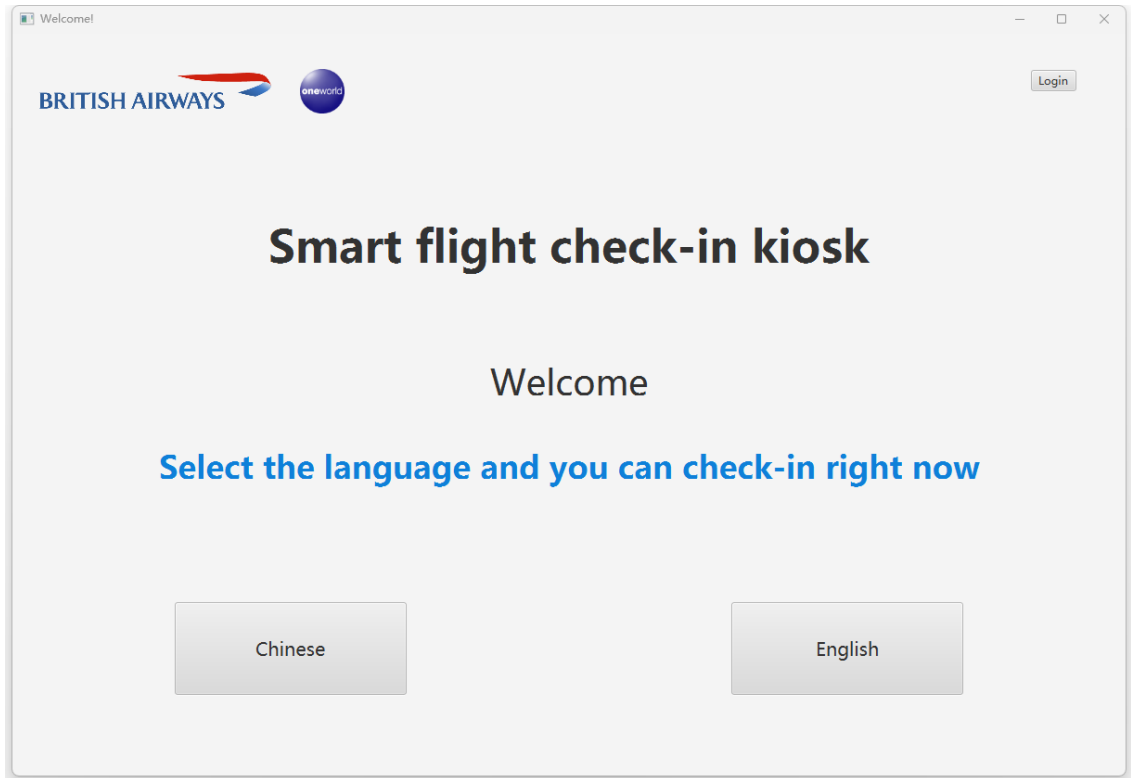 Welcome!
BRITISH AIRWAYS
oneworld
Login
Smart flight check-in kiosk
Welcome
Select the language and you can check-in right now
Chinese
English